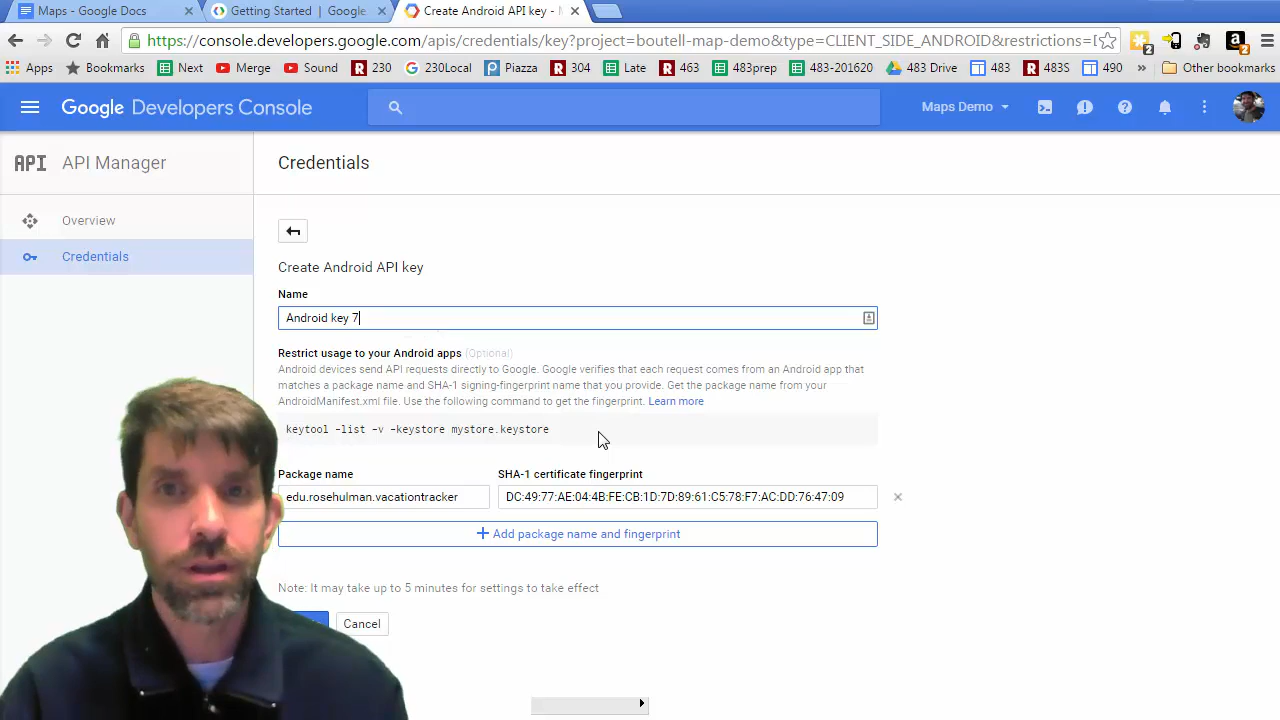 Maps - Google Docs
Getting Started | Google
Create Android API key -
https://console.developers.google.com/apis/credentials/key?project=boutell-map-demo&type=CLIENT_SIDE_ANDROID&restrictions=[
2
2
Apps
Bookmarks
Next
Merge
Sound
230
230local
Piazza
304
Late
463
483prep
483-201620
483 Drive
483
483S
490
»
Other bookmarks
Google Developers Console
Maps Demo
API API Manager
Credentials
Overview
Credentials
Create Android API key
Name
Android key 7
Restrict usage to your Android apps (Optional)
Android devices send API requests directly to Google. Google verifies that each request comes from an Android app that
matches a package name and SHA-1 signing-fingerprint name that you provide. Get the package name from your
AndroidManifest.xml file. Use the following command to get the fingerprint. Learn more
keytool -list -v -keystore mystore.keystore
Package name
SHA-1 certificate fingerprint
edu.rosehulman.vacationtracker
DC:49:77:AE:04:4B:FE:CB:1D:7D:89:61:C5:78:F7:AC:DD:76:47:09
+ Add package name and fingerprint
Note: It may take up to 5 minutes for settings to take effect
Cancel